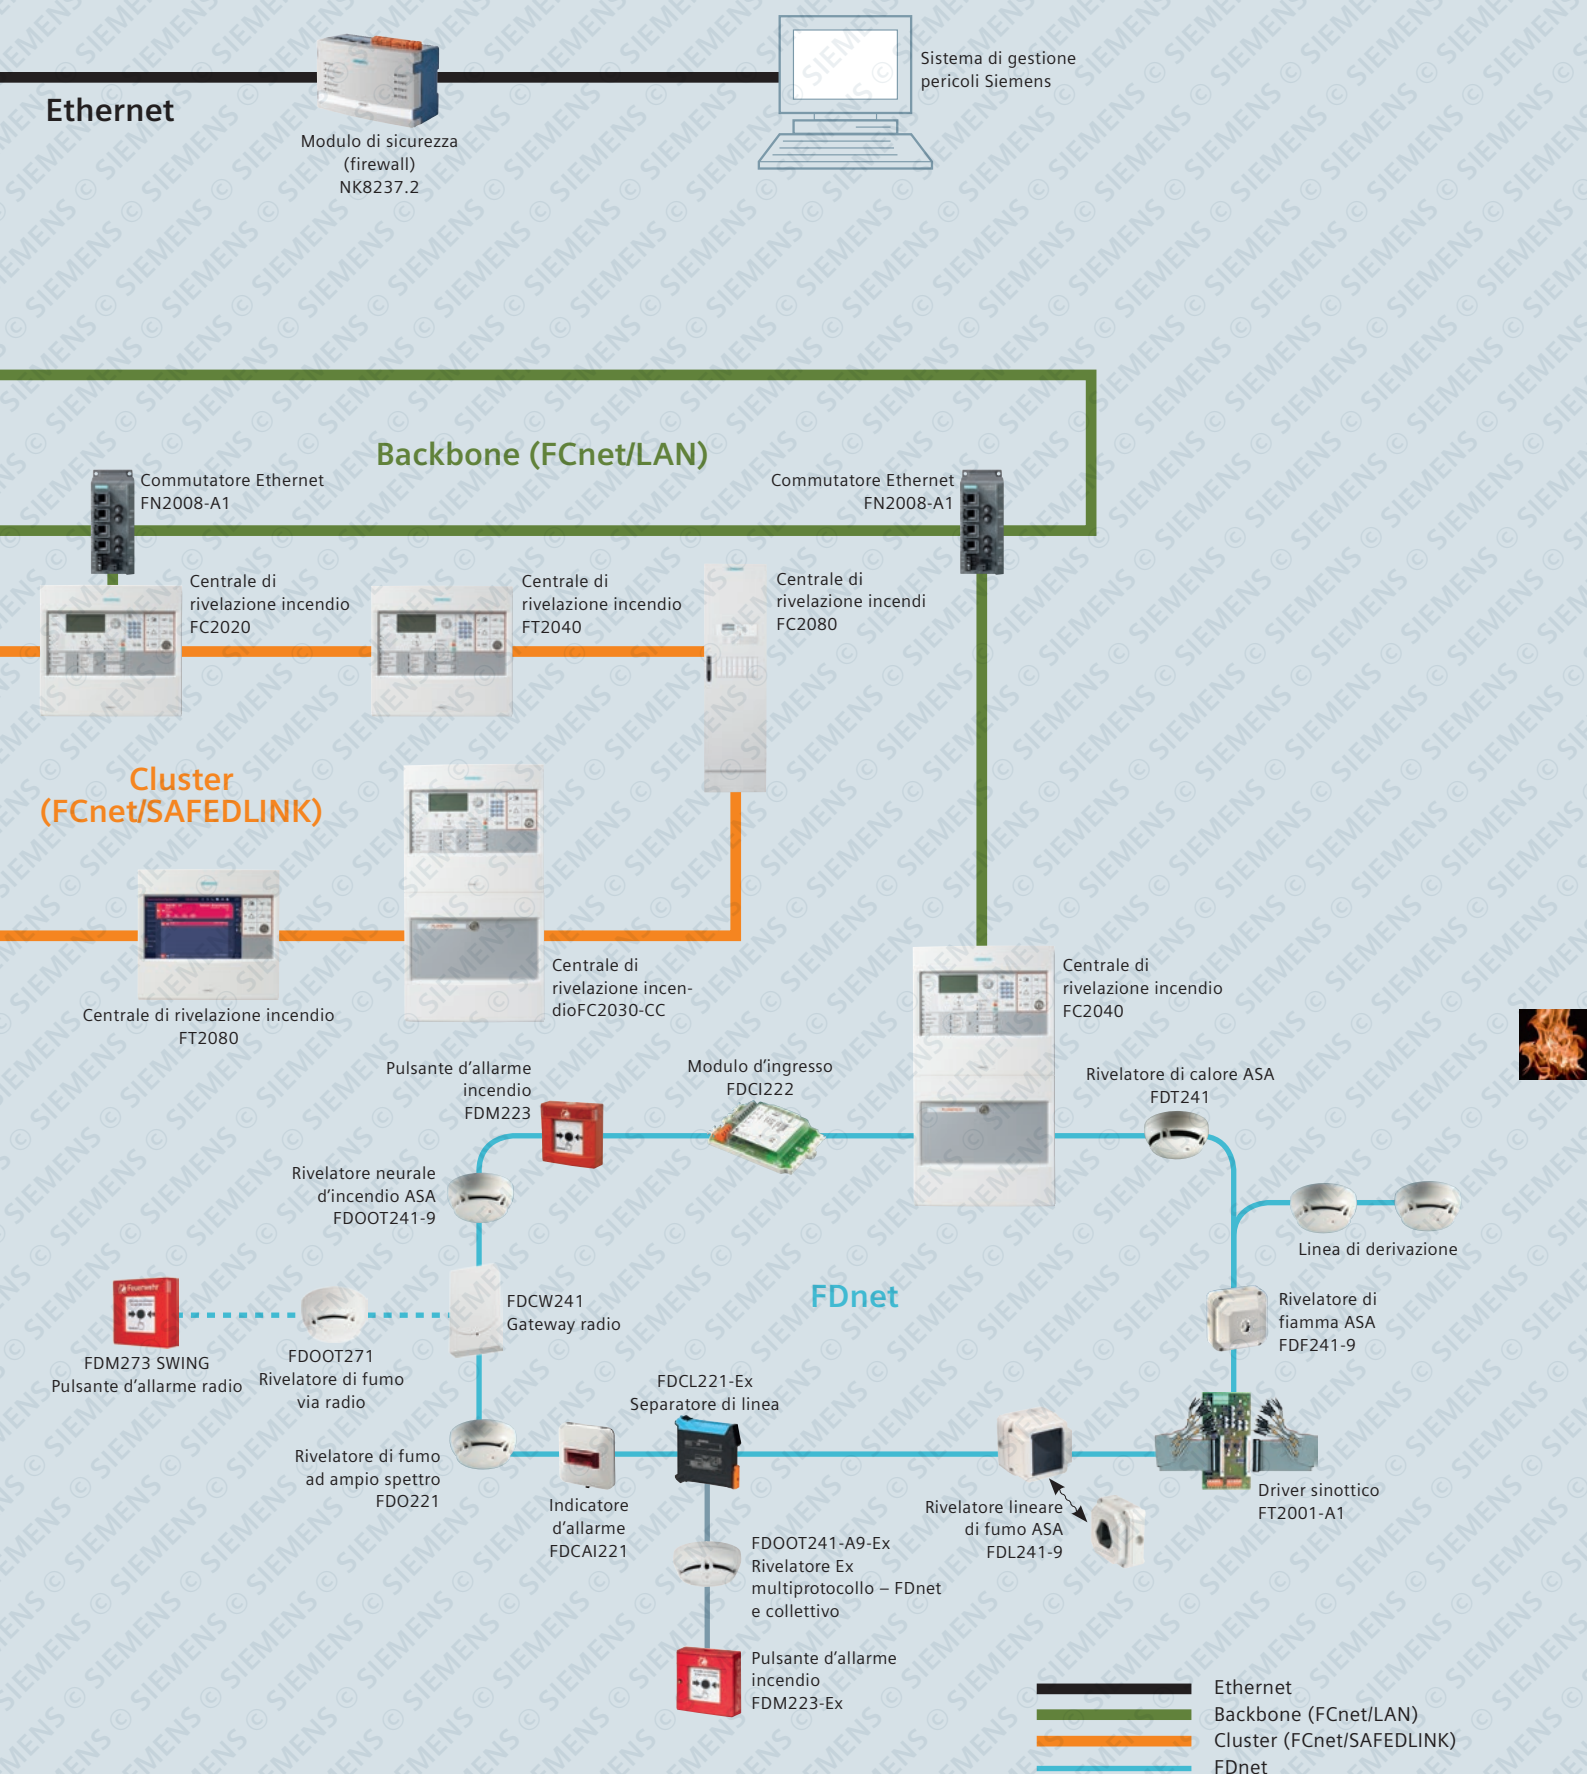 Sistema di gestione
pericoli Siemens
Ethernet
Modulo di sicurezza
(firewall)
NK8237.2
Backbone (FCnet/LAN)
Commutatore Ethernet
FN2008-A1
Commutatore Ethernet
FN2008-A1
Centrale di
rivelazione incendio
FC2020
Centrale di
rivelazione incendio
FT2040
Centrale di
rivelazione incendi
FC2080
Cluster
(FCnet/SAFEDLINK)
Centrale di rivelazione incendio
FT2080
Centrale di
rivelazione incen-
dioFC2030-CC
Centrale di
rivelazione incendio
FC2040
Pulsante d'allarme
incendio
FDM223
Modulo d'ingresso
FDCI222
Rivelatore di calore ASA
FDT241
Rivelatore neurale
d'incendio ASA
FDOOT241-9
Linea di derivazione
FDnet
Feuerwehr
FDM273 SWING
Pulsante d'allarme radio
FDOOT271
Rivelatore di fumo
via radio
FDCW241
Gateway radio
Rivelatore di
fiamma ASA
FDF241-9
FDCL221-Ex
Separatore di linea
Rivelatore di fumo
ad ampio spettro
FDO221
Indicatore
d'allarme
FDCAI221
Rivelatore lineare
di fumo ASA
FDL241-9
Driver sinottico
FT2001-A1
FDOOT241-A9-Ex
Rivelatore Ex
multiprotocollo – FDnet
e collettivo
Pulsante d'allarme
incendio
FDM223-Ex
Ethernet
Backbone (FCnet/LAN)
Cluster (FCnet/SAFEDLINK)
FDnet
© SIEMENS